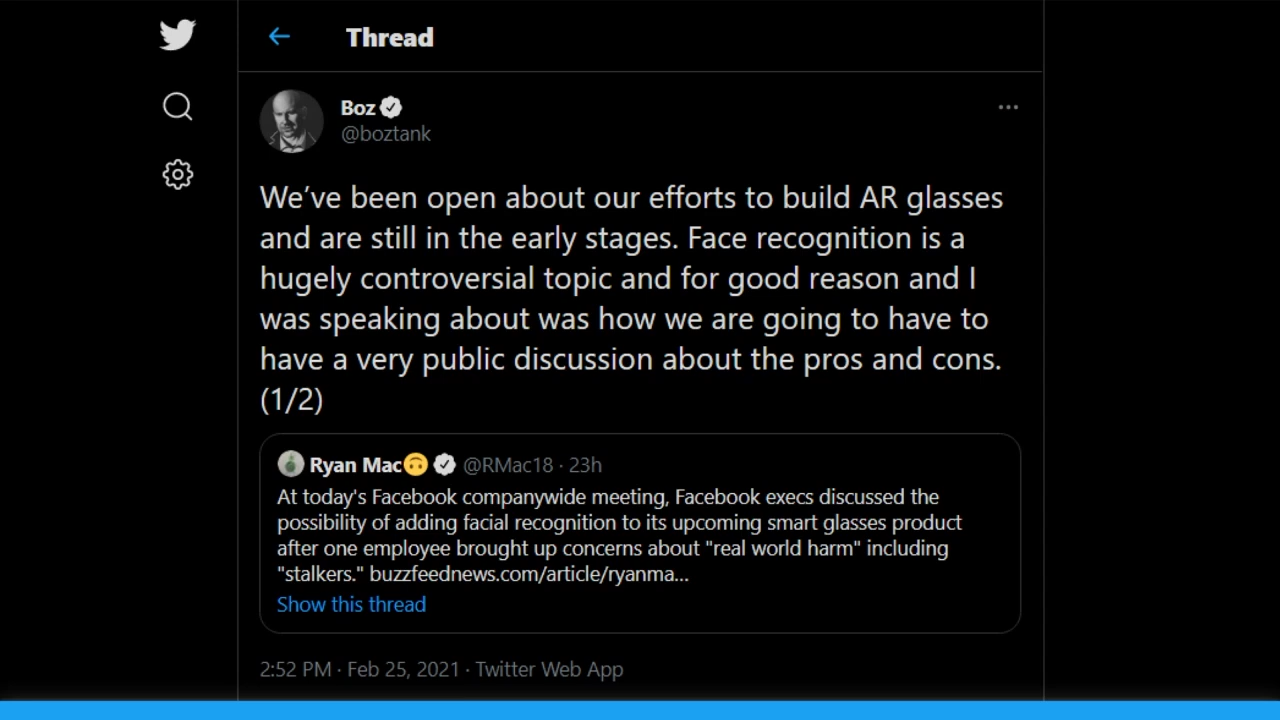 Thread
Boz
@boztank
We’ve been open about our efforts to build AR glasses
and are still in the early stages. Face recognition is a
hugely controversial topic and for good reason and I
was speaking about was how we are going to have to
have a very public discussion about the pros and cons.
(1/2)
Ryan Mac🙃 @RMac18 · 23h
At today's Facebook companywide meeting, Facebook execs discussed the
possibility of adding facial recognition to its upcoming smart glasses product
after one employee brought up concerns about "real world harm" including
"stalkers." buzzfeednews.com/article/ryanma...
Show this thread
2:52 PM · Feb 25, 2021 · Twitter Web App